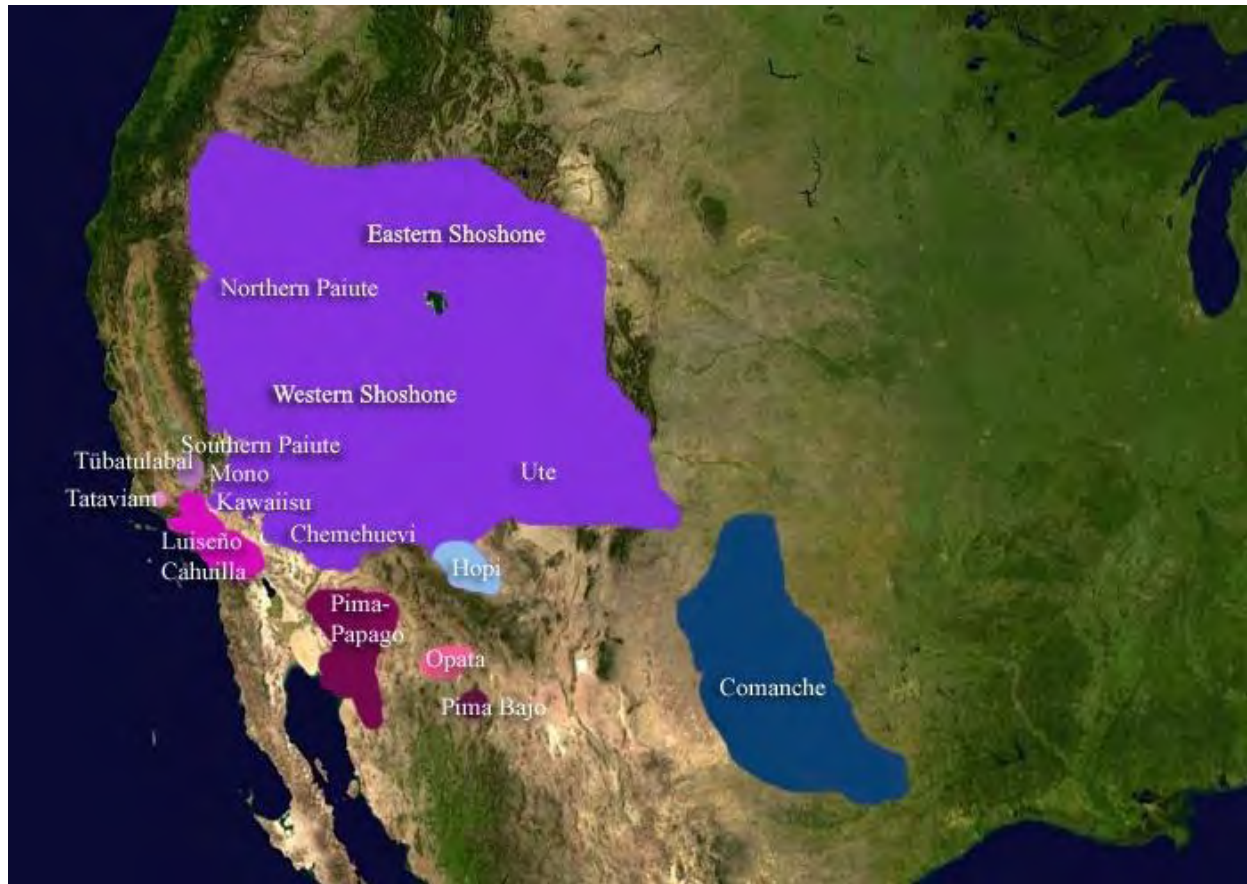 Eastern Shoshone
Northern Paiute
Western Shoshone
Southern Paiute
Tübatulabal
Mono
Ute
Tataviam
Kawaiisu
Chemehuevi
Luiseño
Cahuilla
Hopi
Pima-
Papago
Opata
Comanche
Pima Bajo